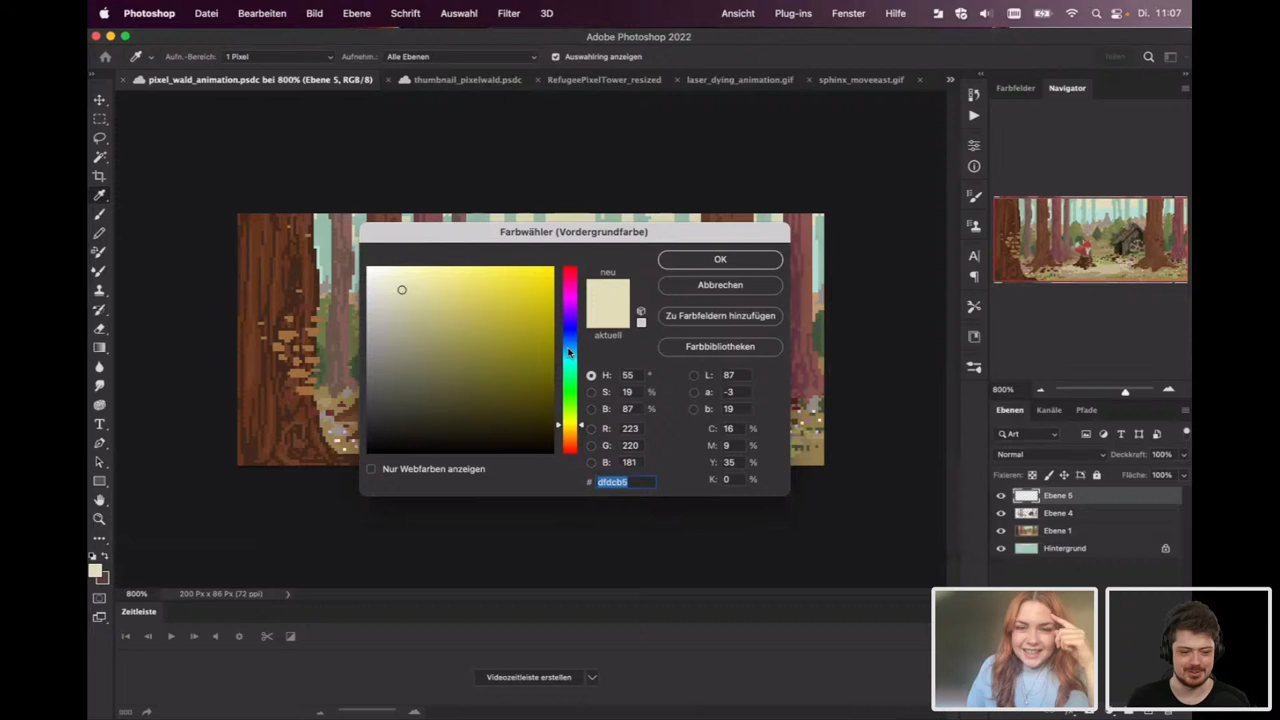 Photoshop Datei Bearbeiten Bild Ebene Schrift Auswahl Filter 3D Ansicht Plug-ins Fenster Hilfe Di. 11:07
Adobe Photoshop 2022
Aufn.-Bereich: 1 Pixel Aufnehm.: Alle Ebenen Auswahlring anzeigen Teilen
pixel_wald_animation.psdc bei 800% (Ebene 5, RGB/8) thumbnail_pixelwald.psdc RefugeePixelTower_resized laser_dying_animation.gif sphinx_moveeast.gif
Farbfelder Navigator
Farbwähler (Vordergrundfarbe)
OK
neu
Abbrechen
Zu Farbfeldern hinzufügen
aktuell
Farbbibliotheken
H: 55 ° L: 87
S: 19 % a: -3
B: 87 % b: 19
R: 223 C: 16 %
G: 220 M: 9 %
B: 181 Y: 35 %
Nur Webfarben anzeigen
# dfdcb5 K: 0 %
800%
Ebenen Kanäle Pfade
Art
Normal Deckkraft: 100%
Fixieren: Fläche: 100%
Ebene 5
Ebene 4
Ebene 1
Hintergrund
800% 200 Px x 86 Px (72 ppi)
Zeitleiste
Videozeitleiste erstellen